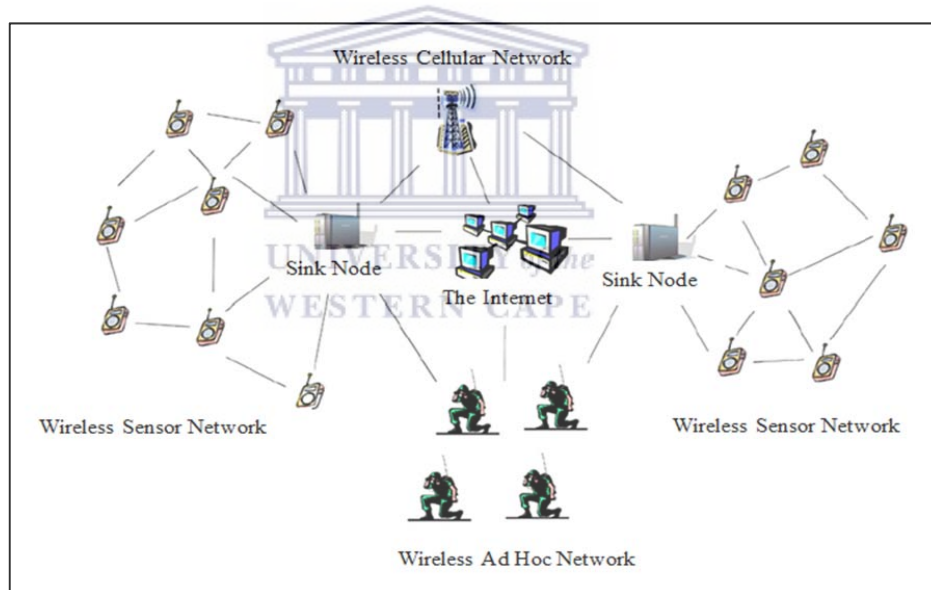 Wireless Cellular Network
UNIVERSITY of the
WESTERN CAPE
Sink Node
The Internet
Sink Node
Wireless Sensor Network
Wireless Sensor Network
Wireless Ad Hoc Network